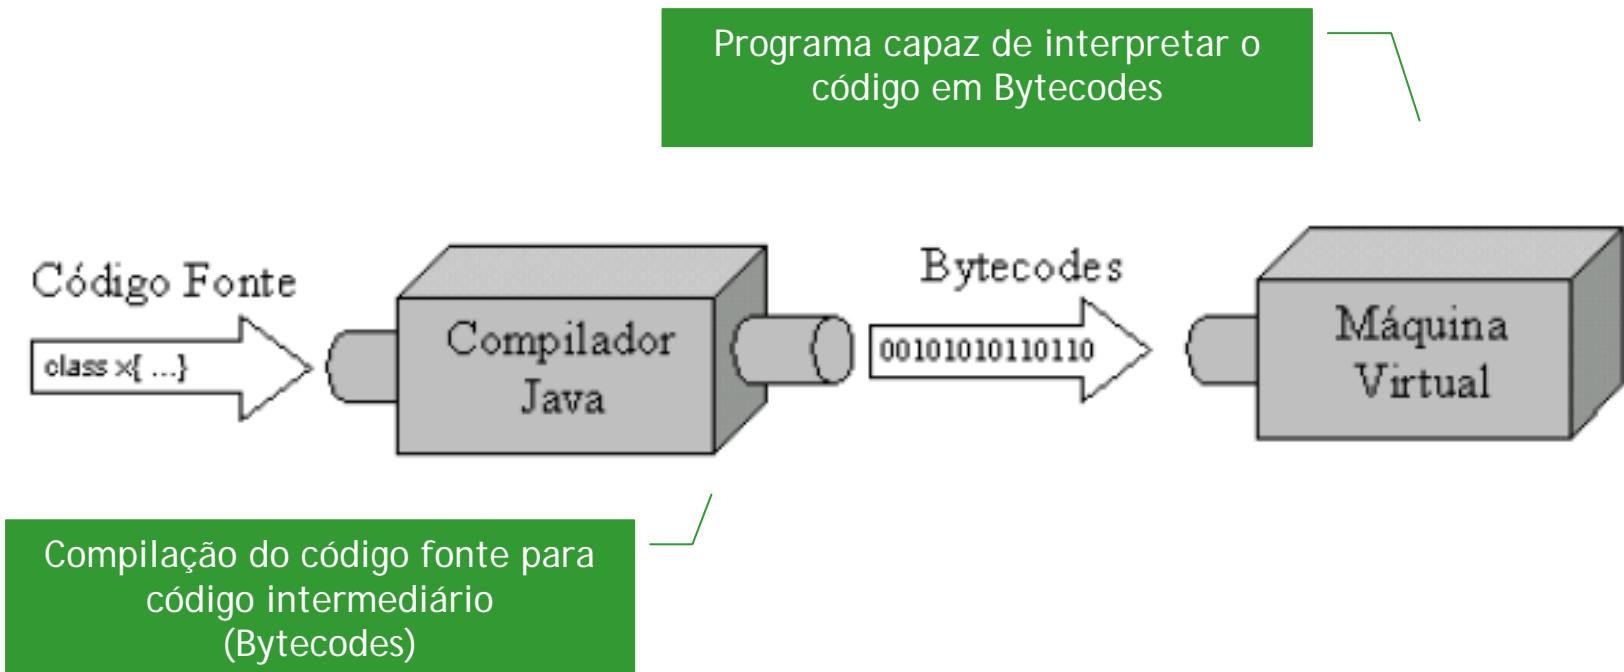 Programa capaz de interpretar o
código em Bytecodes
Código Fonte
class x{ ...}
Compilador
Java
Bytecodes
00101010110110
Máquina
Virtual
Compilação do código fonte para
código intermediário
(Bytecodes)